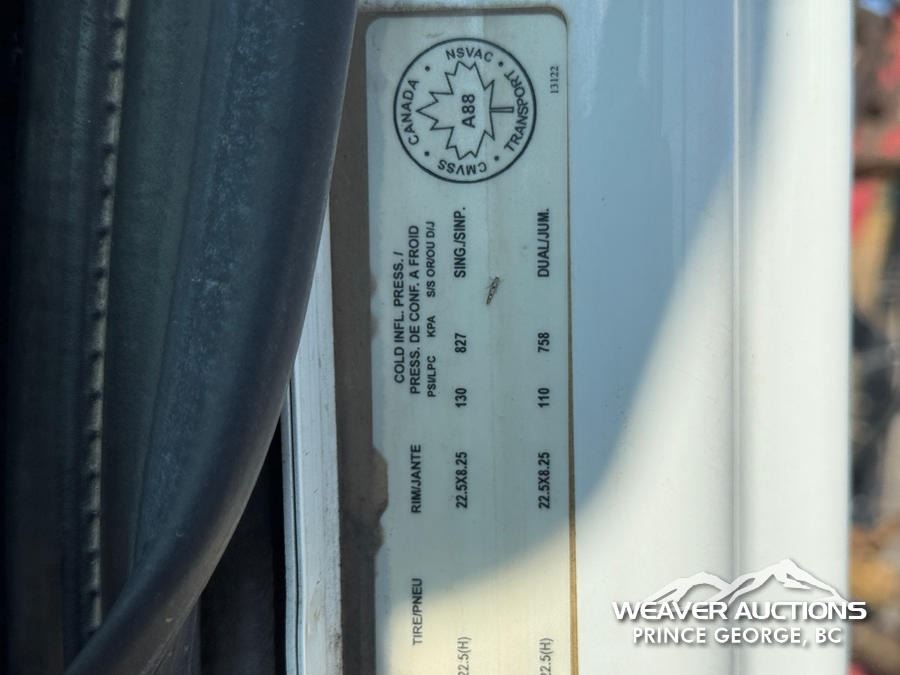 CANADA · NSVAC · TRANSPORT · CMVSS ·
A88
13122
COLD INFL. PRESS. /
PRESS. DE CONF. A FROID
TIRE/PNEU RIM/JANTE PSI/LPC KPA S/S OR/OU D/J
22.5(H) 22.5X8.25 130 827 SING./SINP.
22.5(H) 22.5X8.25 110 758 DUAL/JUM.
WEAVER AUCTIONS
PRINCE GEORGE, BC